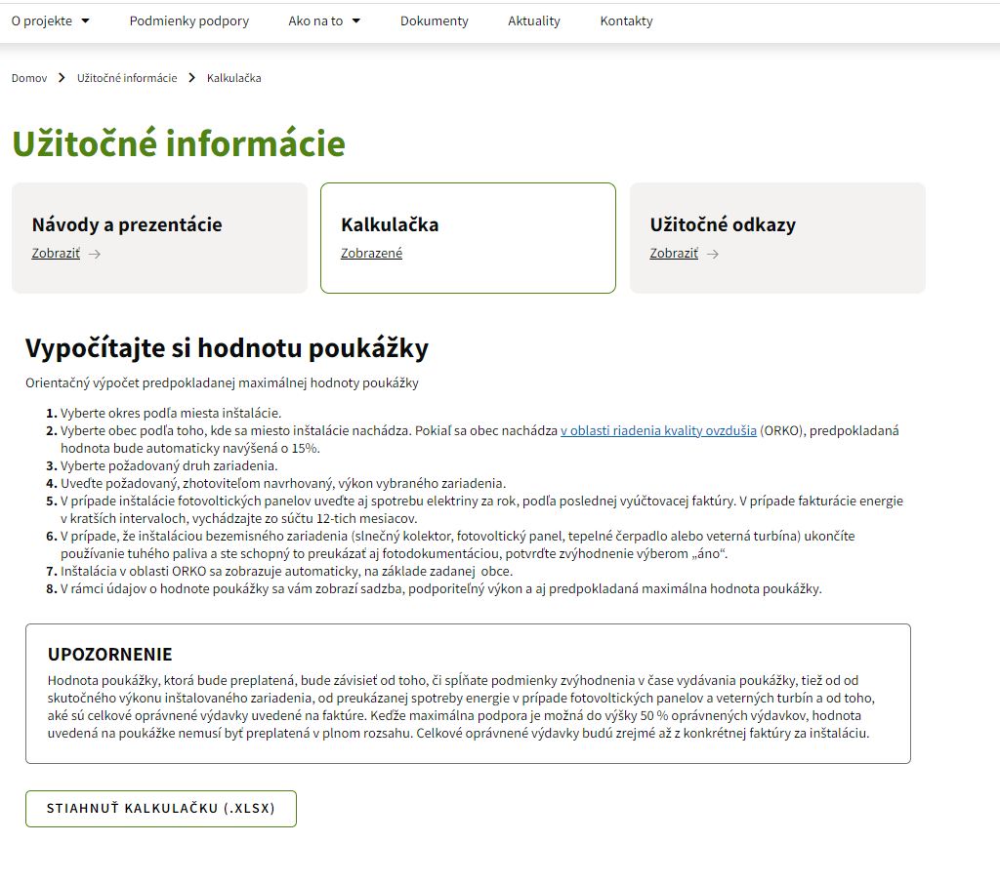 O projekte Podmienky podpory Ako na to Dokumenty Aktuality Kontakty
Domov Užitočné informácie Kalkulačka
Užitočné informácie
Návody a prezentácie
Zobraziť →
Kalkulačka
Zobrazené
Užitočné odkazy
Zobraziť →
Vypočítajte si hodnotu poukážky
Orientačný výpočet predpokladanej maximálnej hodnoty poukážky
1. Vyberte okres podľa miesta inštalácie.
2. Vyberte obec podľa toho, kde sa miesto inštalácie nachádza. Pokiaľ sa obec nachádza v oblasti riadenia kvality ovzdušia (ORKO), predpokladaná
hodnota bude automaticky navýšená o 15%.
3. Vyberte požadovaný druh zariadenia.
4. Uveďte požadovaný, zhotoviteľom navrhovaný, výkon vybraného zariadenia.
5. V prípade inštalácie fotovoltických panelov uveďte aj spotrebu elektriny za rok, podľa poslednej vyúčtovacej faktúry. V prípade fakturácie energie
v kratších intervaloch, vychádzajte zo súčtu 12-tich mesiacov.
6. V prípade, že inštaláciou bezemisného zariadenia (slnečný kolektor, fotovoltický panel, tepelné čerpadlo alebo veterná turbína) ukončíte
používanie tuhého paliva a ste schopný to preukázať aj fotodokumentáciou, potvrďte zvýhodnenie výberom „áno“.
7. Inštalácia v oblasti ORKO sa zobrazuje automaticky, na základe zadanej obce.
8. V rámci údajov o hodnote poukážky sa vám zobrazí sadzba, podporiteľný výkon a aj predpokladaná maximálna hodnota poukážky.
UPOZORNENIE
Hodnota poukážky, ktorá bude preplatená, bude závisieť od toho, či spĺňate podmienky zvýhodnenia v čase vydávania poukážky, tiež od od
skutočného výkonu inštalovaného zariadenia, od preukázanej spotreby energie v prípade fotovoltických panelov a veterných turbín a od toho,
aké sú celkové oprávnené výdavky uvedené na faktúre. Keďže maximálna podpora je možná do výšky 50 % oprávnených výdavkov, hodnota
uvedená na poukážke nemusí byť preplatená v plnom rozsahu. Celkové oprávnené výdavky budú zrejmé až z konkrétnej faktúry za inštaláciu.
STIAHNUŤ KALKULAČKU (.XLSX)